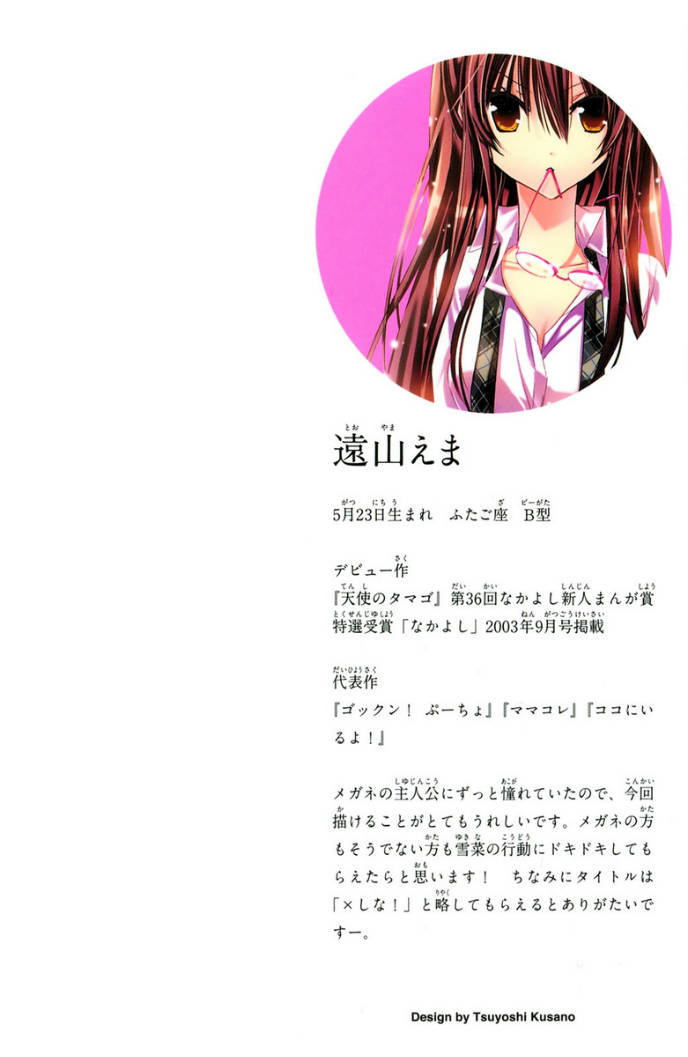 遠山えま
5月23日生まれ　ふたご座　B型
デビュー作
『天使のタマゴ』第36回なかよし新人まんが賞
特選受賞「なかよし」2003年9月号掲載
代表作
『ゴックン！ぷーちょ』『ママコレ』『ココにい
るよ！』
メガネの主人公にずっと憧れていたので、今回
描けることがとてもうれしいです。メガネの方
もそうでない方も雪菜の行動にドキドキしても
らえたらと思います！　ちなみにタイトルは
「×しな！」と略してもらえるとありがたいで
すー。
Design by Tsuyoshi Kusano